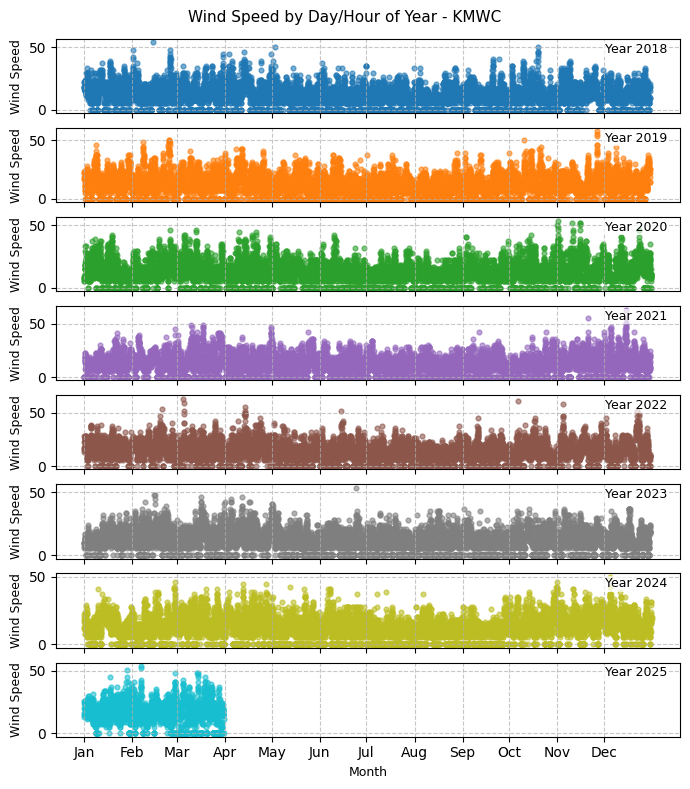 Wind Speed by Day/Hour of Year - KMWC
Wind Speed
50
0
Year 2018
Wind Speed
50
0
Year 2019
Wind Speed
50
0
Year 2020
Wind Speed
50
0
Year 2021
Wind Speed
50
0
Year 2022
Wind Speed
50
0
Year 2023
Wind Speed
50
0
Year 2024
Wind Speed
50
0
Year 2025
Jan Feb Mar Apr May Jun Jul Aug Sep Oct Nov Dec
Month